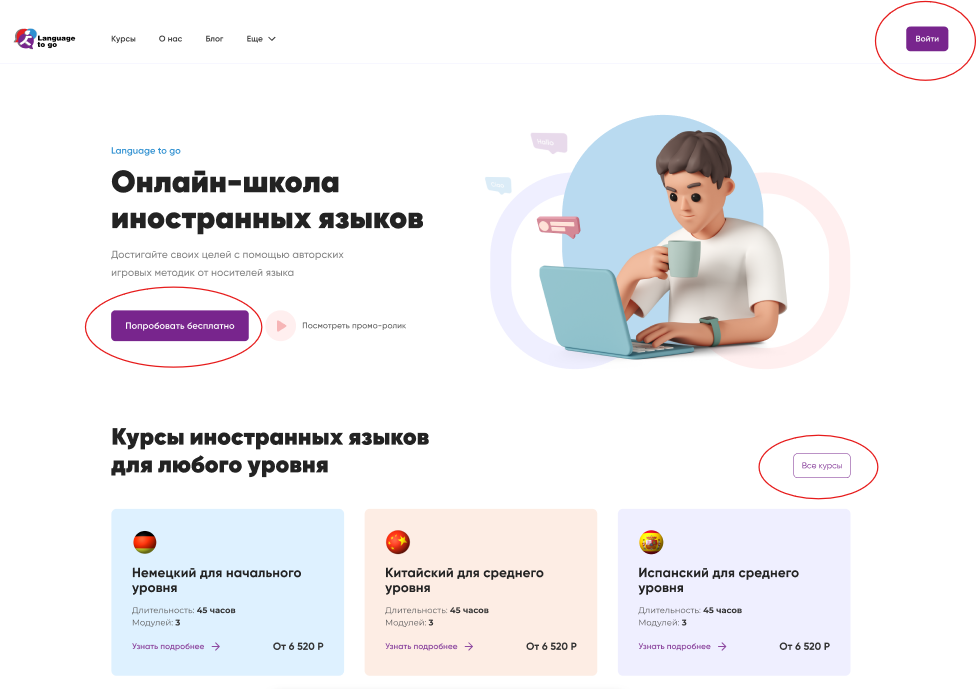 Language
to go
Курсы
О нас
Блог
Еще
Войти
Language to go
Онлайн-школа
иностранных языков
Достигайте своих целей с помощью авторских
игровых методик от носителей языка
Попробовать бесплатно
Посмотреть промо-ролик
Курсы иностранных языков
для любого уровня
Все курсы
Немецкий для начального
уровня
Длительность: 45 часов
Модулей: 3
Узнать подробнее
От 6 520 Р
Китайский для среднего
уровня
Длительность: 45 часов
Модулей: 3
Узнать подробнее
От 6 520 Р
Испанский для среднего
уровня
Длительность: 45 часов
Модулей: 3
Узнать подробнее
От 6 520 Р